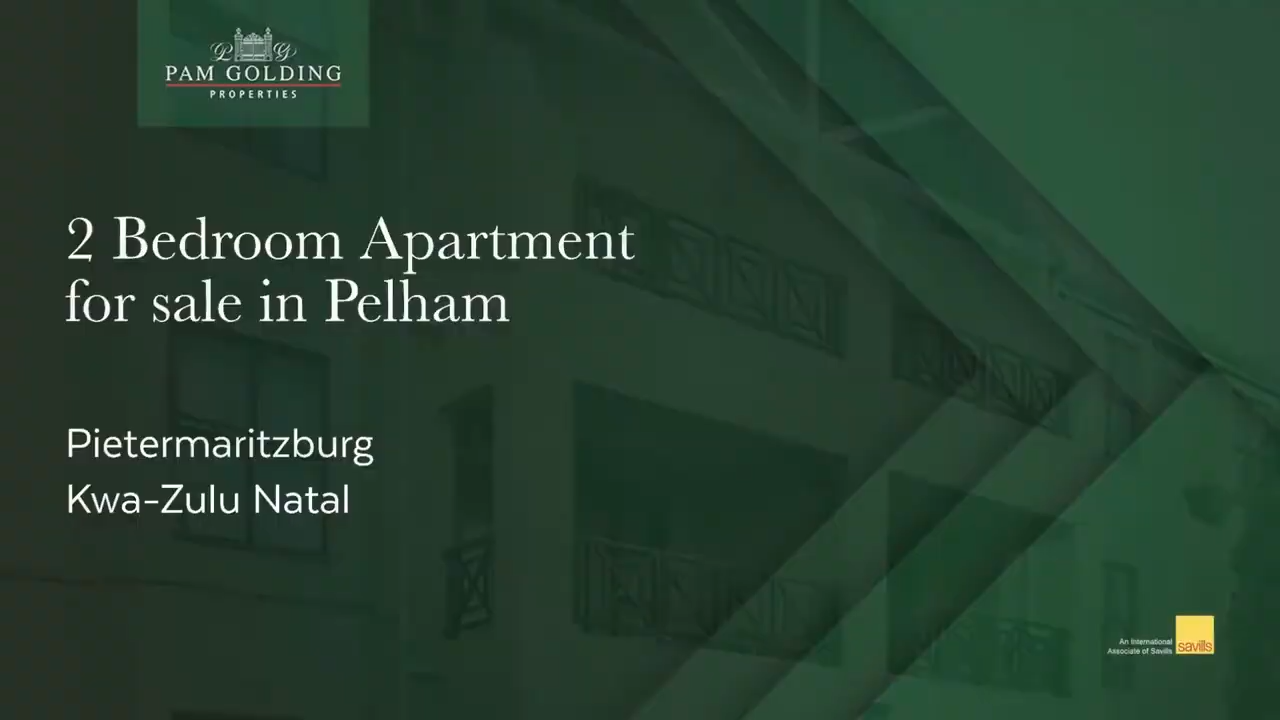 P G
PAM GOLDING
PROPERTIES
2 Bedroom Apartment
for sale in Pelham
Pietermaritzburg
Kwa-Zulu Natal
An International
Associate of Savills
savills